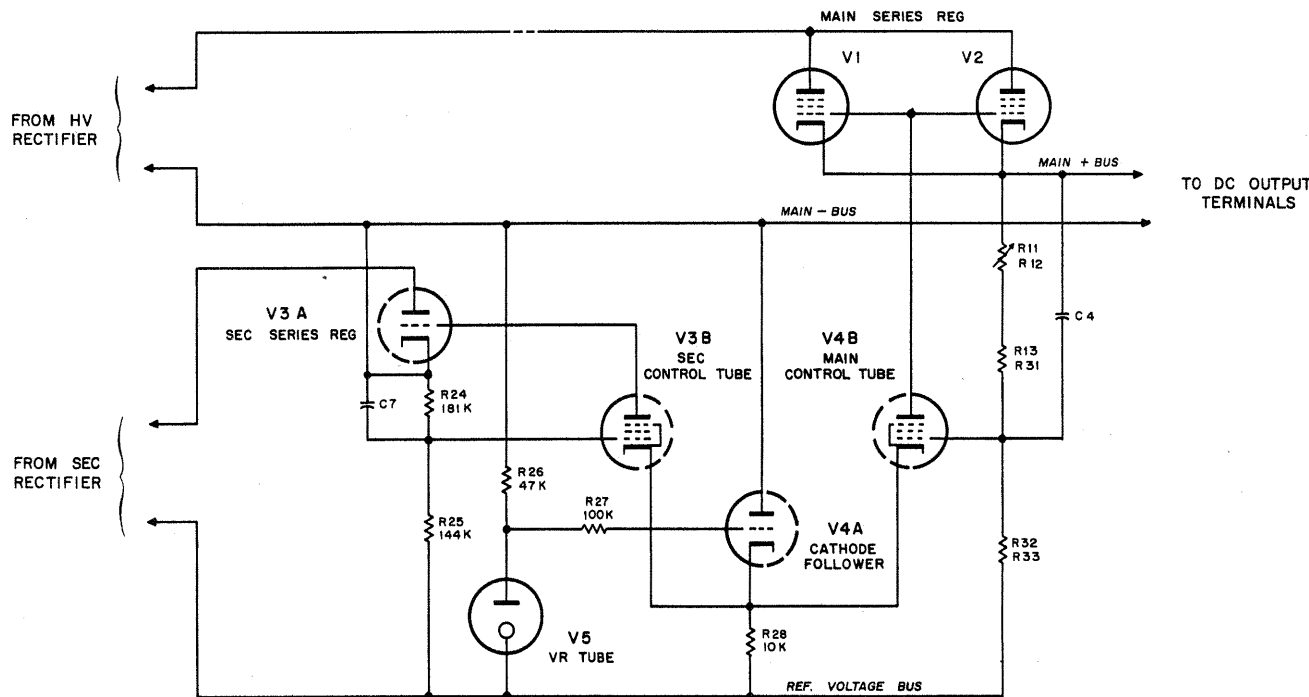 MAIN SERIES REG
V1
V2
FROM HV
RECTIFIER
MAIN + BUS
TO DC OUTPUT
TERMINALS
MAIN - BUS
R11
R12
V3A
SEC SERIES REG
V3B
SEC
CONTROL TUBE
V4B
MAIN
CONTROL TUBE
C4
R13
R31
C7
R24
181K
FROM SEC
RECTIFIER
R26
47K
R27
100K
R25
144K
V4A
CATHODE
FOLLOWER
R32
R33
V5
VR TUBE
R28
10K
REF. VOLTAGE BUS